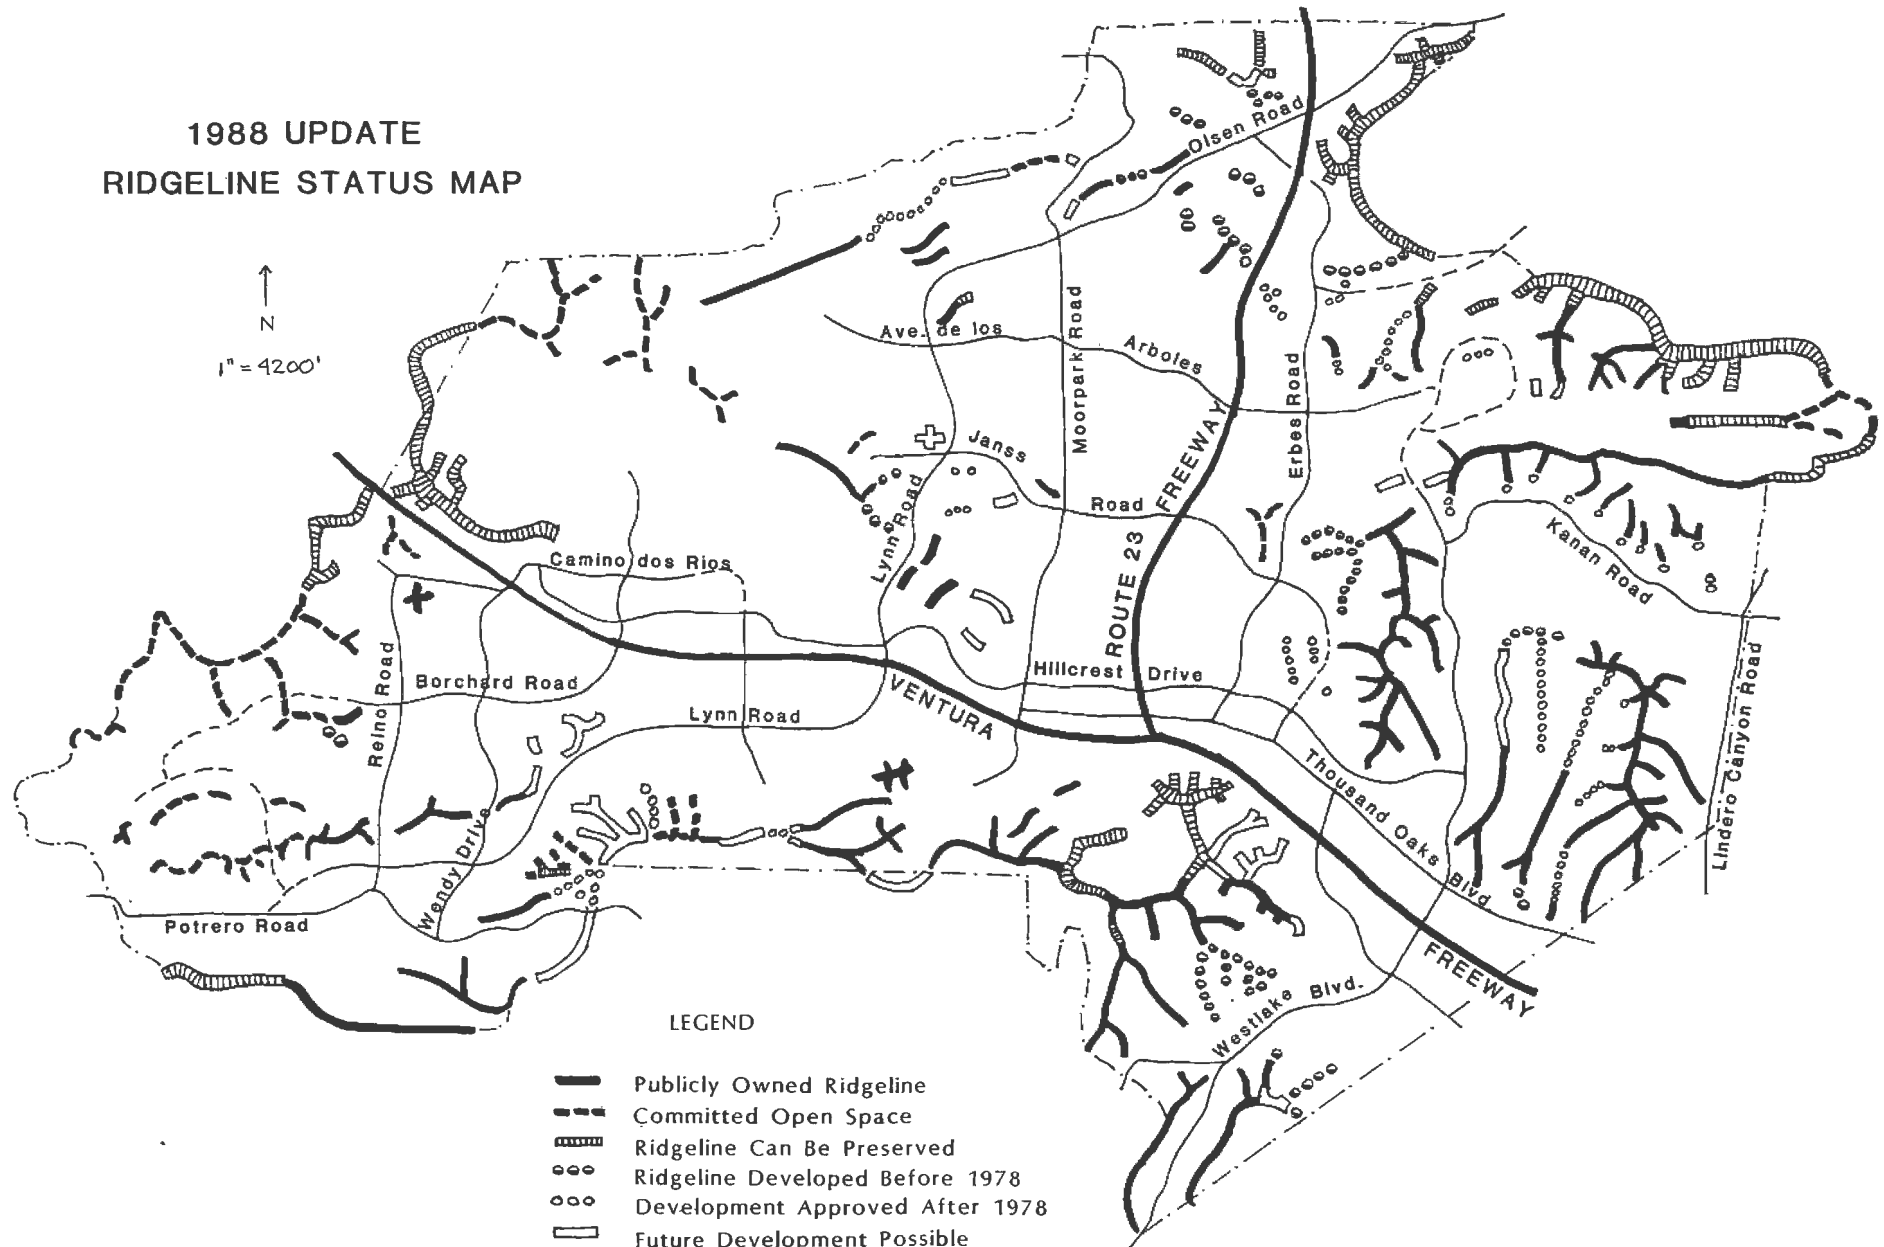 1988 UPDATE
RIDGELINE STATUS MAP
N
1" = 4200'
Olsen Road
Moorpark Road
Ave. de los
Arboles
Erbes Road
Janss
Road
Lynn Road
ROUTE 23
FREEWAY
Kanan Road
Camino dos Rios
Reino Road
Borchard Road
Lynn Road
Hillcrest Drive
VENTURA
FREEWAY
Thousand Oaks
Blvd.
Lindero Canyon Road
Wendy Drive
Potrero Road
Westlake Blvd.
LEGEND
Publicly Owned Ridgeline
Committed Open Space
Ridgeline Can Be Preserved
Ridgeline Developed Before 1978
Development Approved After 1978
Future Development Possible